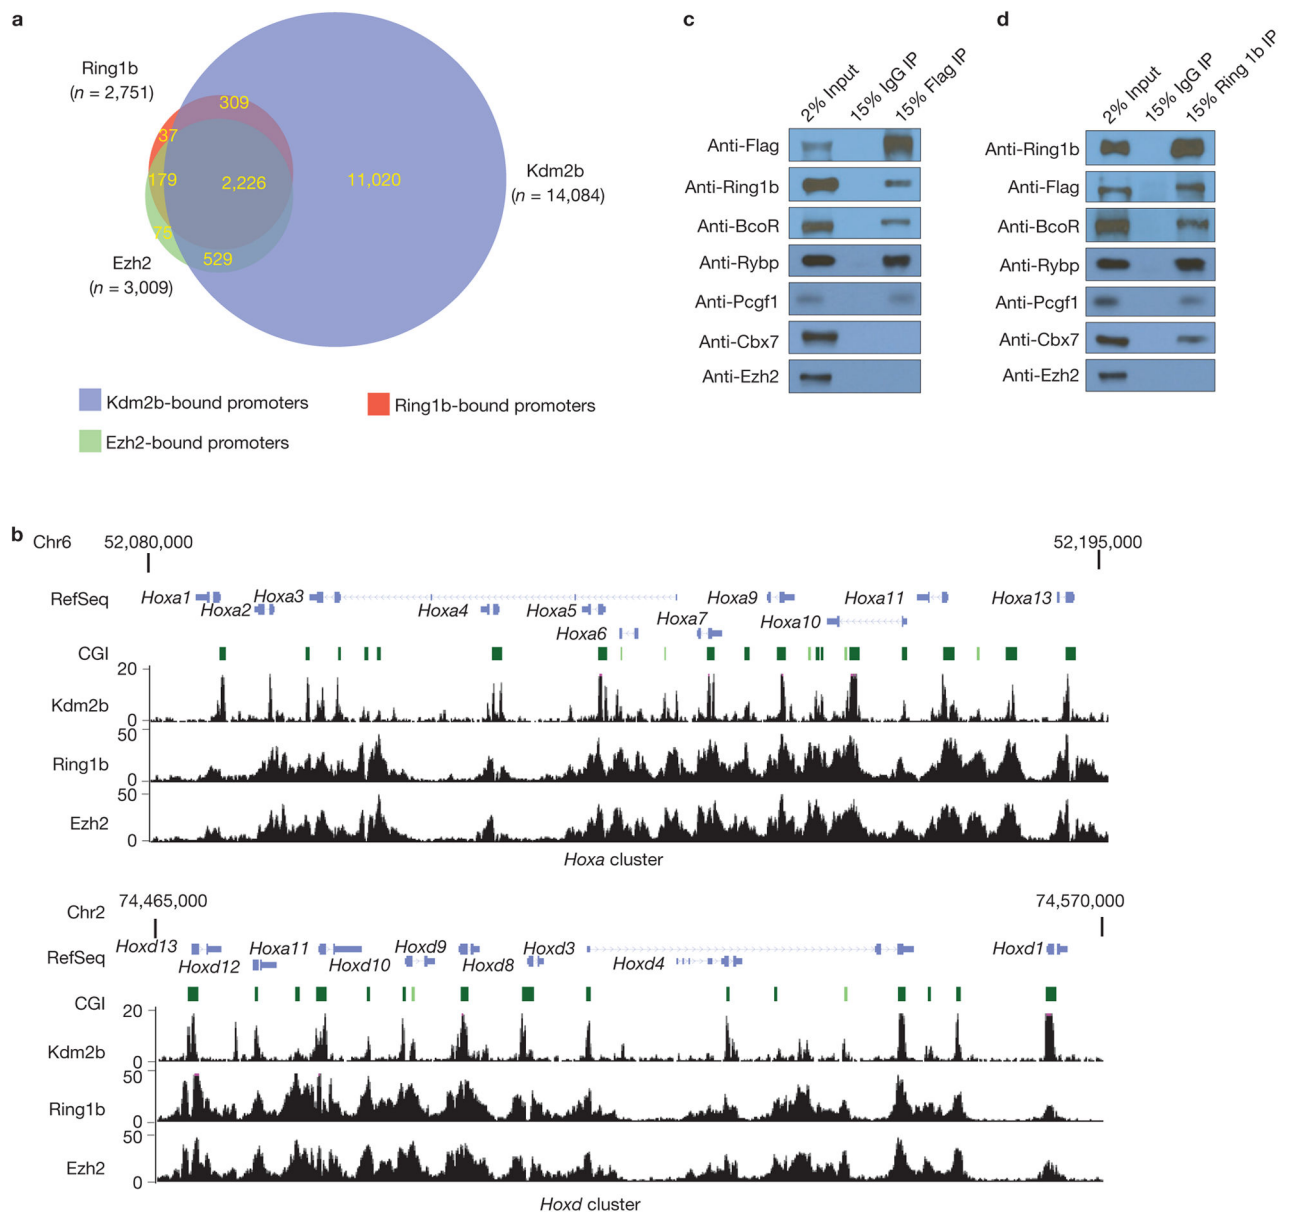 a
Ring1b
(n = 2,751)
309
37
179
2,226
11,020
Kdm2b
(n = 14,084)
75
529
Ezh2
(n = 3,009)
Kdm2b-bound promoters
Ring1b-bound promoters
Ezh2-bound promoters
c
2% Input
15% IgG IP
15% Flag IP
Anti-Flag
Anti-Ring1b
Anti-BcoR
Anti-Rybp
Anti-Pcgf1
Anti-Cbx7
Anti-Ezh2
d
2% Input
15% IgG IP
15% Ring 1b IP
Anti-Ring1b
Anti-Flag
Anti-BcoR
Anti-Rybp
Anti-Pcgf1
Anti-Cbx7
Anti-Ezh2
b
Chr6
52,080,000
52,195,000
RefSeq
Hoxa1
Hoxa2
Hoxa3
Hoxa4
Hoxa5
Hoxa6
Hoxa7
Hoxa9
Hoxa10
Hoxa11
Hoxa13
CGI
20
Kdm2b
0
50
Ring1b
0
50
Ezh2
0
Hoxa cluster
Chr2
74,465,000
74,570,000
RefSeq
Hoxd13
Hoxd12
Hoxa11
Hoxd10
Hoxd9
Hoxd8
Hoxd3
Hoxd4
Hoxd1
CGI
20
Kdm2b
0
50
Ring1b
0
50
Ezh2
0
Hoxd cluster